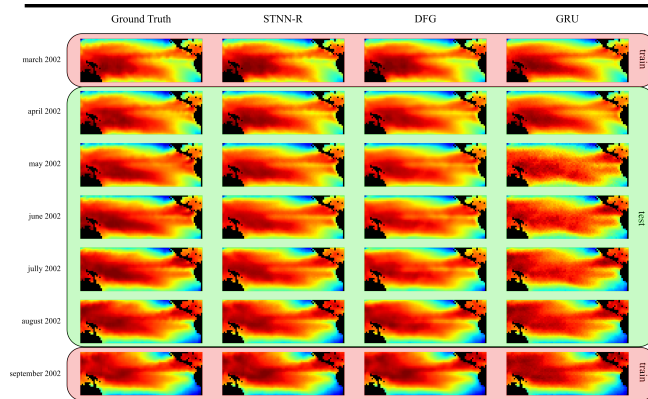 Ground Truth STNN-R DFG GRU
march 2002 train
april 2002
may 2002
june 2002 test
jully 2002
august 2002
september 2002 train